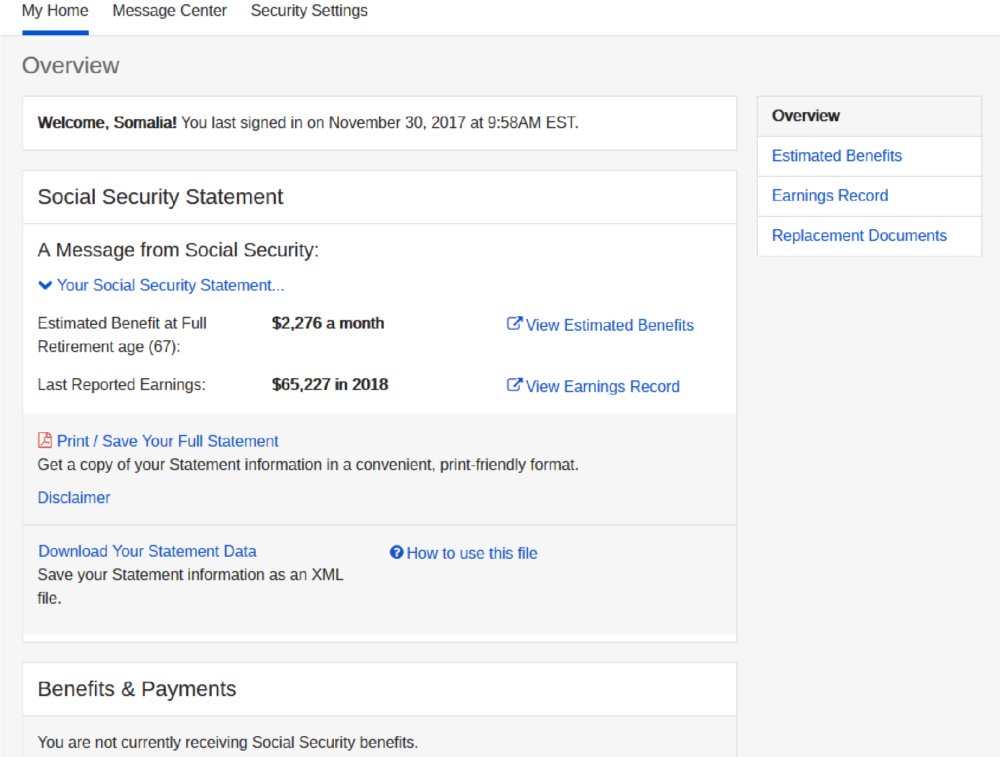 My Home Message Center Security Settings
Overview
Welcome, Somalia! You last signed in on November 30, 2017 at 9:58AM EST.
Overview
Estimated Benefits
Earnings Record
Replacement Documents
Social Security Statement
A Message from Social Security:
Your Social Security Statement...
Estimated Benefit at Full
Retirement age (67):
$2,276 a month
View Estimated Benefits
Last Reported Earnings:
$65,227 in 2018
View Earnings Record
Print / Save Your Full Statement
Get a copy of your Statement information in a convenient, print-friendly format.
Disclaimer
Download Your Statement Data
Save your Statement information as an XML
file.
How to use this file
Benefits & Payments
You are not currently receiving Social Security benefits.